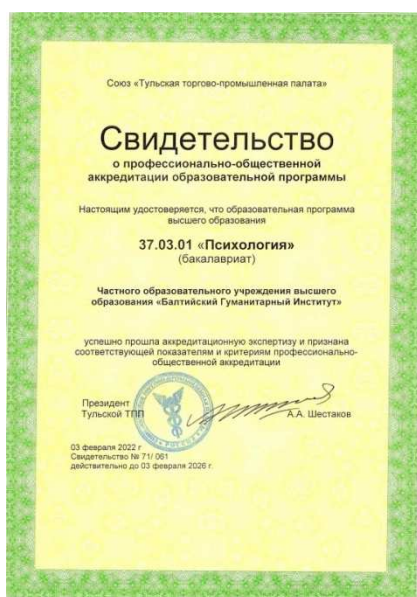 Союз «Тульская торгово-промышленная палата»
Свидетельство
о профессионально-общественной
аккредитации образовательной программы
Настоящим удостоверяется, что образовательная программа
высшего образования
37.03.01 «Психология»
(бакалавриат)
Частного образовательного учреждения высшего
образования «Балтийский Гуманитарный Институт»
успешно прошла аккредитационную экспертизу и признана
соответствующей показателям и критериям профессионально-
общественной аккредитации
Президент
Тульской ТПП
А.А. Шестаков
03 февраля 2022 г
Свидетельство № 71/ 061
действительно до 03 февраля 2026 г.